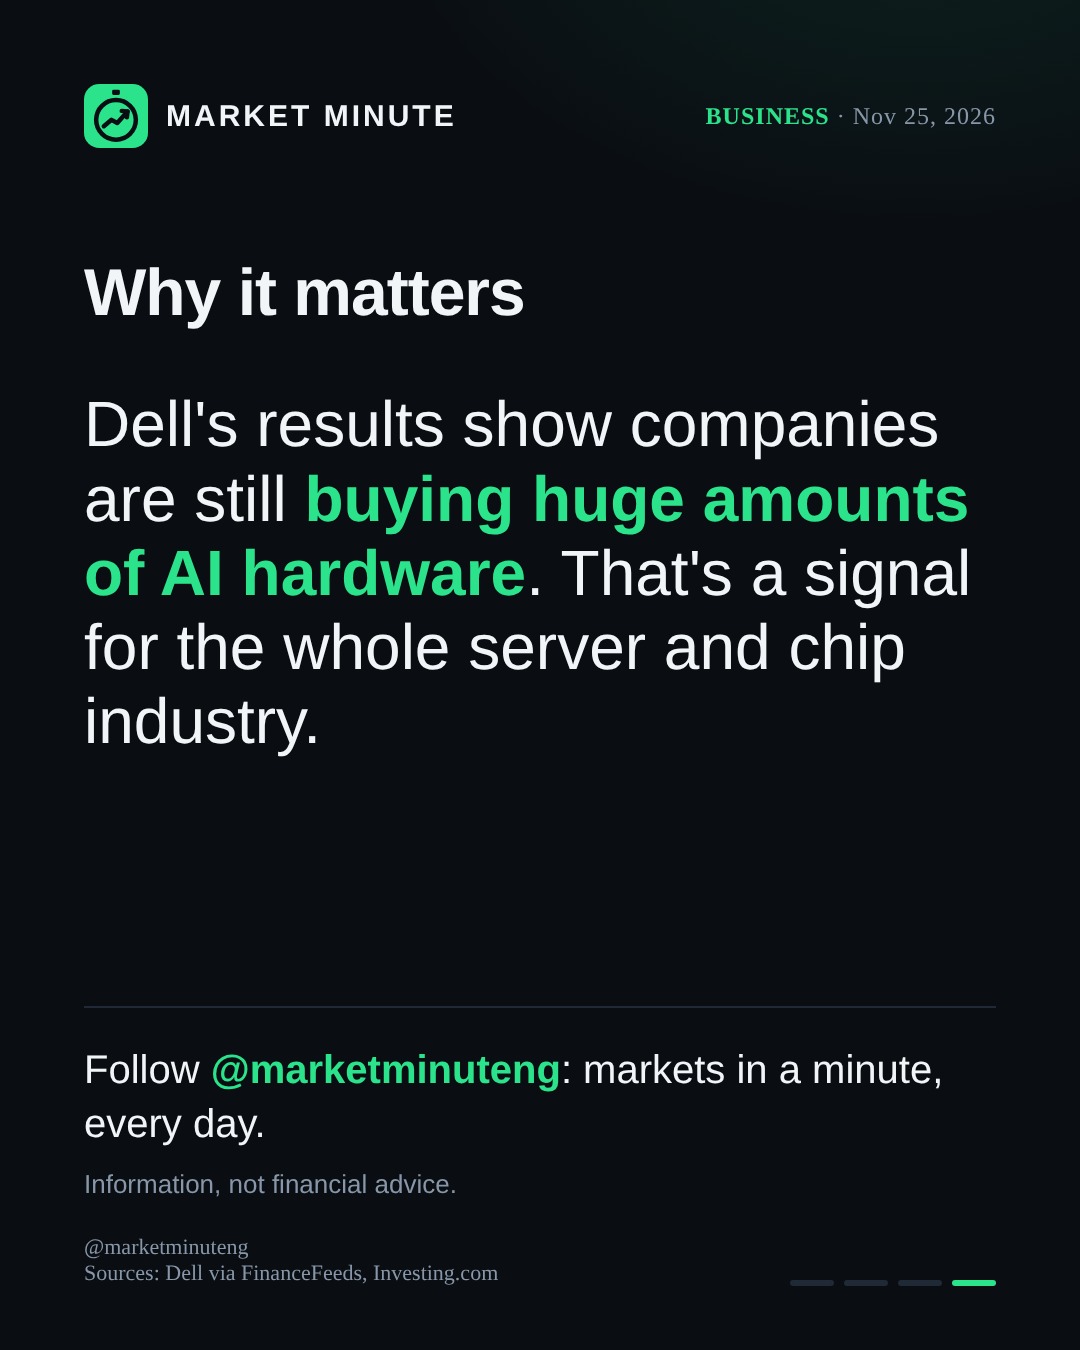 MARKET MINUTE
BUSINESS · Nov 25, 2026
Why it matters
Dell's results show companies
are still buying huge amounts
of AI hardware. That's a signal
for the whole server and chip
industry.
Follow @marketminuteng: markets in a minute,
every day.
Information, not financial advice.
@marketminuteng
Sources: Dell via FinanceFeeds, Investing.com